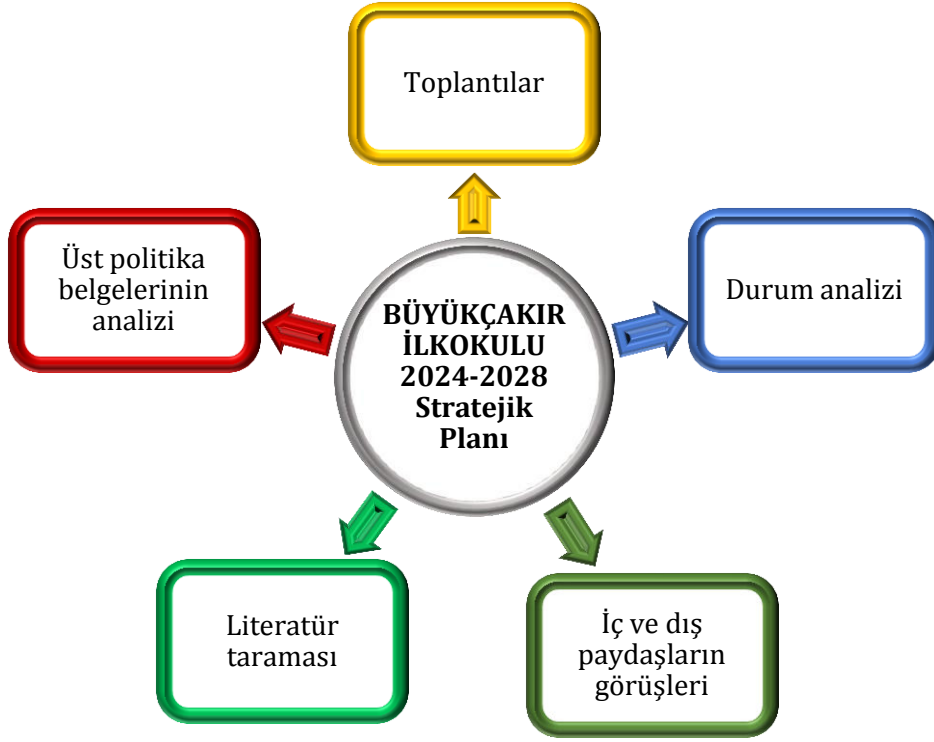 Toplantılar
Üst politika
belgelerinin
analizi
Durum analizi
BÜYÜKÇAKIR
İLKOKULU
2024-2028
Stratejik
Planı
Literatür
taraması
İç ve dış
paydaşların
görüşleri